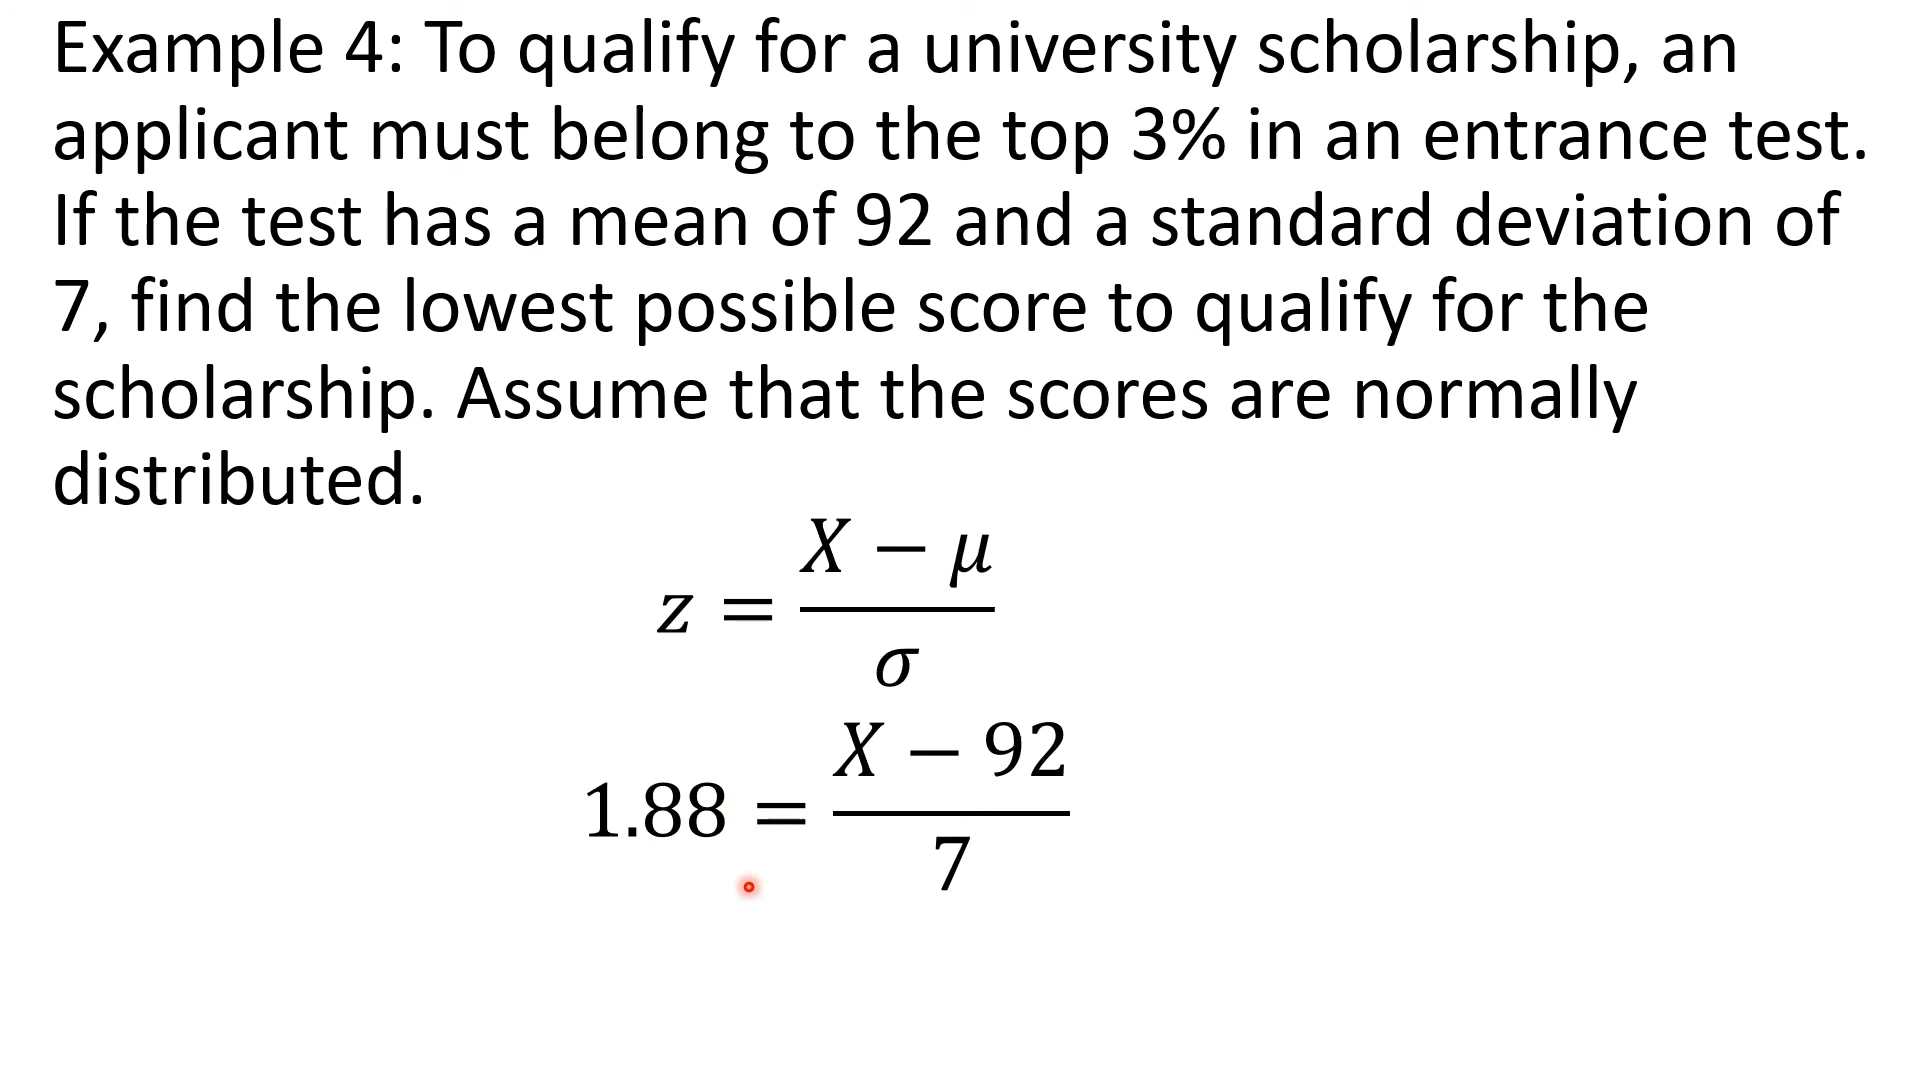 Example 4: To qualify for a university scholarship, an
applicant must belong to the top 3% in an entrance test.
If the test has a mean of 92 and a standard deviation of
7, find the lowest possible score to qualify for the
scholarship. Assume that the scores are normally
distributed.
z = (X − μ)/σ
1.88 = (X − 92)/7